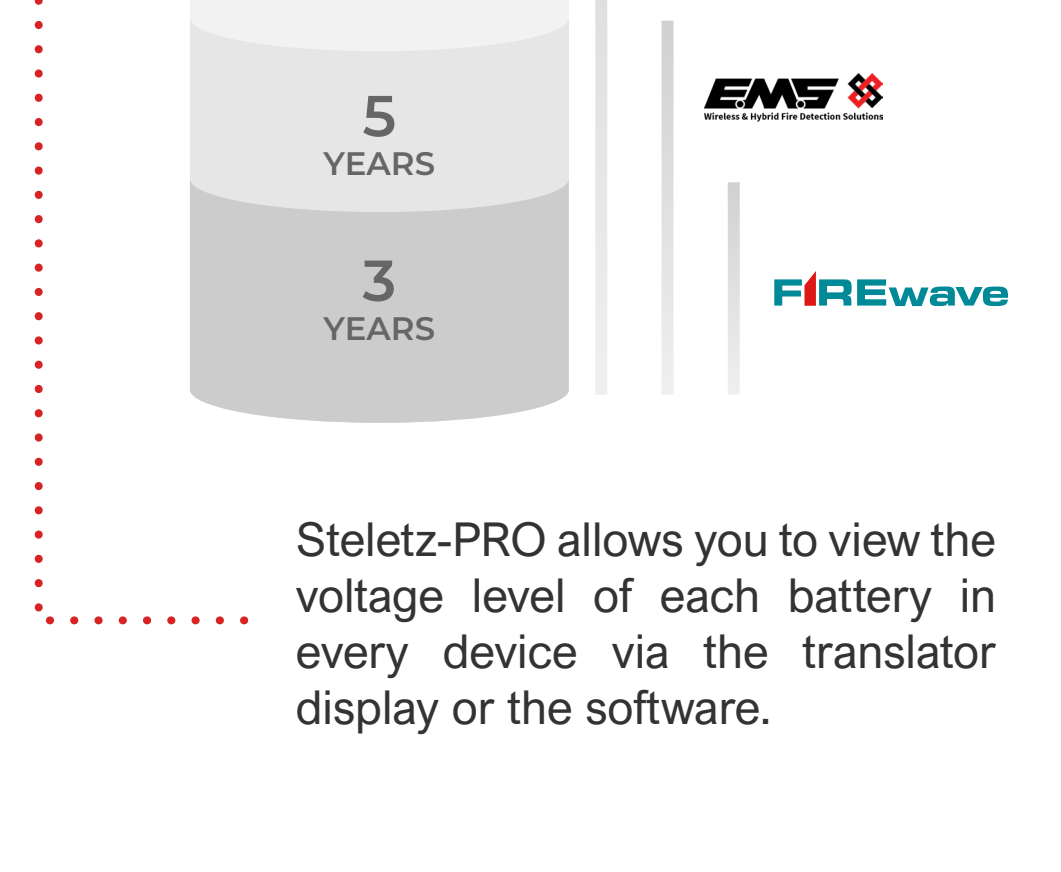 5
YEARS
EMS
Wireless & Hybrid Fire Detection Solutions
3
YEARS
FIREwave
Steletz-PRO allows you to view the
voltage level of each battery in
every device via the translator
display or the software.